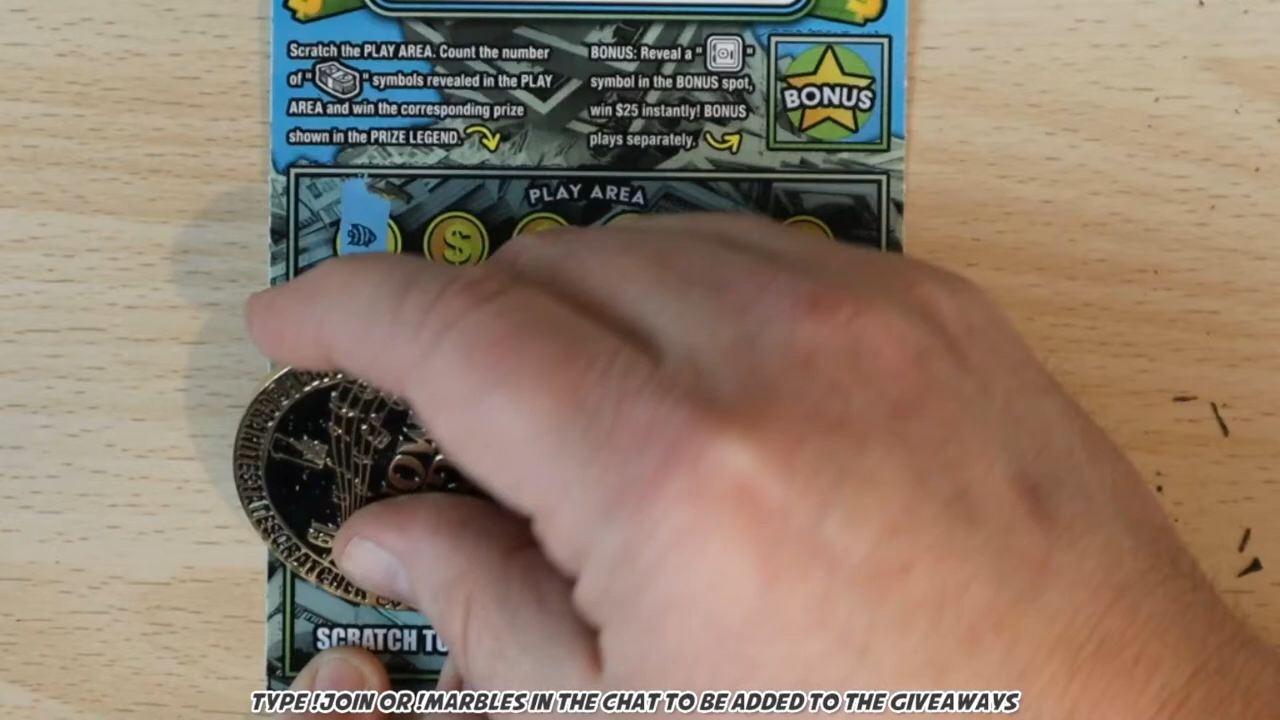 Scratch the PLAY AREA. Count the number
of " " symbols revealed in the PLAY
AREA and win the corresponding prize
shown in the PRIZE LEGEND.
BONUS: Reveal a " "
symbol in the BONUS spot,
win $25 instantly! BONUS
plays separately.
BONUS
PLAY AREA
$
SCRATCH TO
TYPE !JOIN OR !MARBLES IN THE CHAT TO BE ADDED TO THE GIVEAWAYS